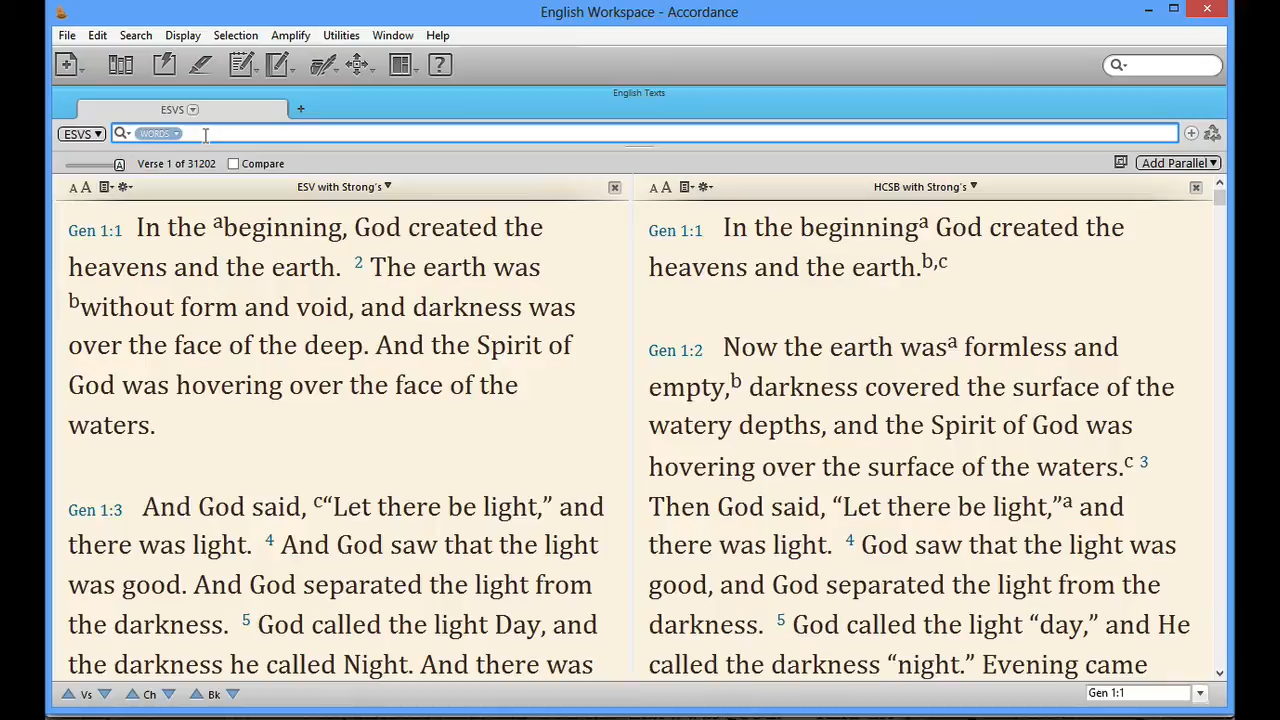 English Workspace - Accordance
File Edit Search Display Selection Amplify Utilities Window Help
English Texts
ESVS
ESVS WORDS
Verse 1 of 31202 Compare Add Parallel
A A ESV with Strong's
Gen 1:1 In the abeginning, God created the
heavens and the earth. 2 The earth was
bwithout form and void, and darkness was
over the face of the deep. And the Spirit of
God was hovering over the face of the
waters.
Gen 1:3 And God said, c“Let there be light,” and
there was light. 4 And God saw that the light
was good. And God separated the light from
the darkness. 5 God called the light Day, and
the darkness he called Night. And there was
A A HCSB with Strong's
Gen 1:1 In the beginninga God created the
heavens and the earth.b,c
Gen 1:2 Now the earth wasa formless and
empty,b darkness covered the surface of the
watery depths, and the Spirit of God was
hovering over the surface of the waters.c 3
Then God said, “Let there be light,”a and
there was light. 4 God saw that the light was
good, and God separated the light from the
darkness. 5 God called the light “day,” and He
called the darkness “night.” Evening came
Vs Ch Bk Gen 1:1